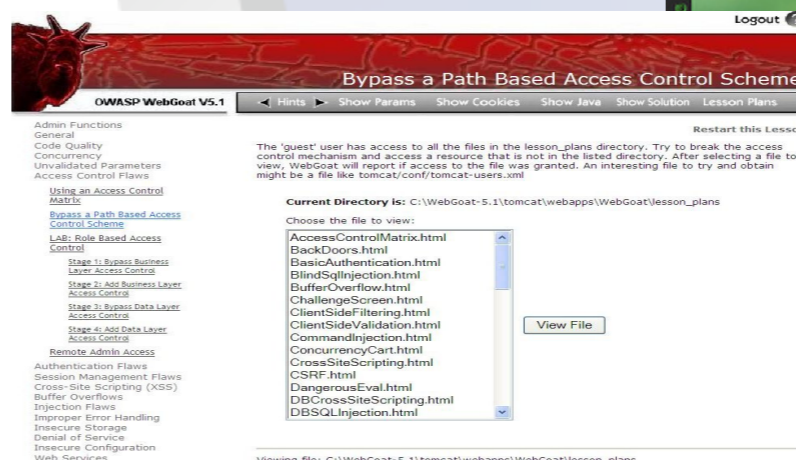 Logout
Bypass a Path Based Access Control Scheme
OWASP WebGoat V5.1
Hints
Show Params
Show Cookies
Show Java
Show Solution
Lesson Plans
Admin Functions
General
Code Quality
Concurrency
Unvalidated Parameters
Access Control Flaws
Using an Access Control
Matrix
Bypass a Path Based Access
Control Scheme
LAB: Role Based Access
Control
Stage 1: Bypass Business
Layer Access Control
Stage 2: Add Business Layer
Access Control
Stage 3: Bypass Data Layer
Access Control
Stage 4: Add Data Layer
Access Control
Remote Admin Access
Authentication Flaws
Session Management Flaws
Cross-Site Scripting (XSS)
Buffer Overflows
Injection Flaws
Improper Error Handling
Insecure Storage
Denial of Service
Insecure Configuration
Web Services
Restart this Lesso
The 'guest' user has access to all the files in the lesson_plans directory. Try to break the access
control mechanism and access a resource that is not in the listed directory. After selecting a file to
view, WebGoat will report if access to the file was granted. An interesting file to try and obtain
might be a file like tomcat/conf/tomcat-users.xml
Current Directory is: C:\WebGoat-5.1\tomcat\webapps\WebGoat\lesson_plans
Choose the file to view:
AccessControlMatrix.html
BackDoors.html
BasicAuthentication.html
BlindSqlInjection.html
BufferOverflow.html
ChallengeScreen.html
ClientSideFiltering.html
ClientSideValidation.html
CommandInjection.html
ConcurrencyCart.html
CrossSiteScripting.html
CSRF.html
DangerousEval.html
DBCrossSiteScripting.html
DBSQLInjection.html
View File
Viewing file: C:\WebGoat-5.1\tomcat\webapps\WebGoat\lesson_plans